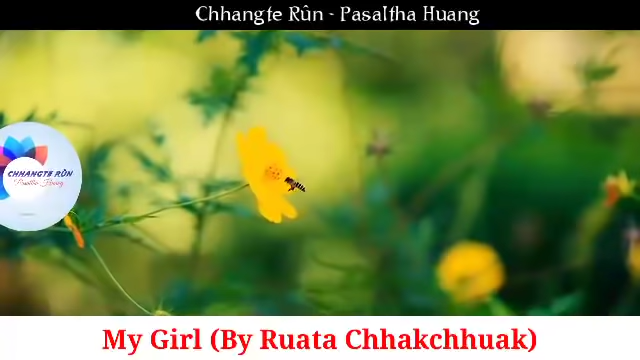 Chhangte Rûn - Pasaltha Huang
CHHANGTE RÛN
Pasaltha Huang
My Girl (By Ruata Chhakchhuak)